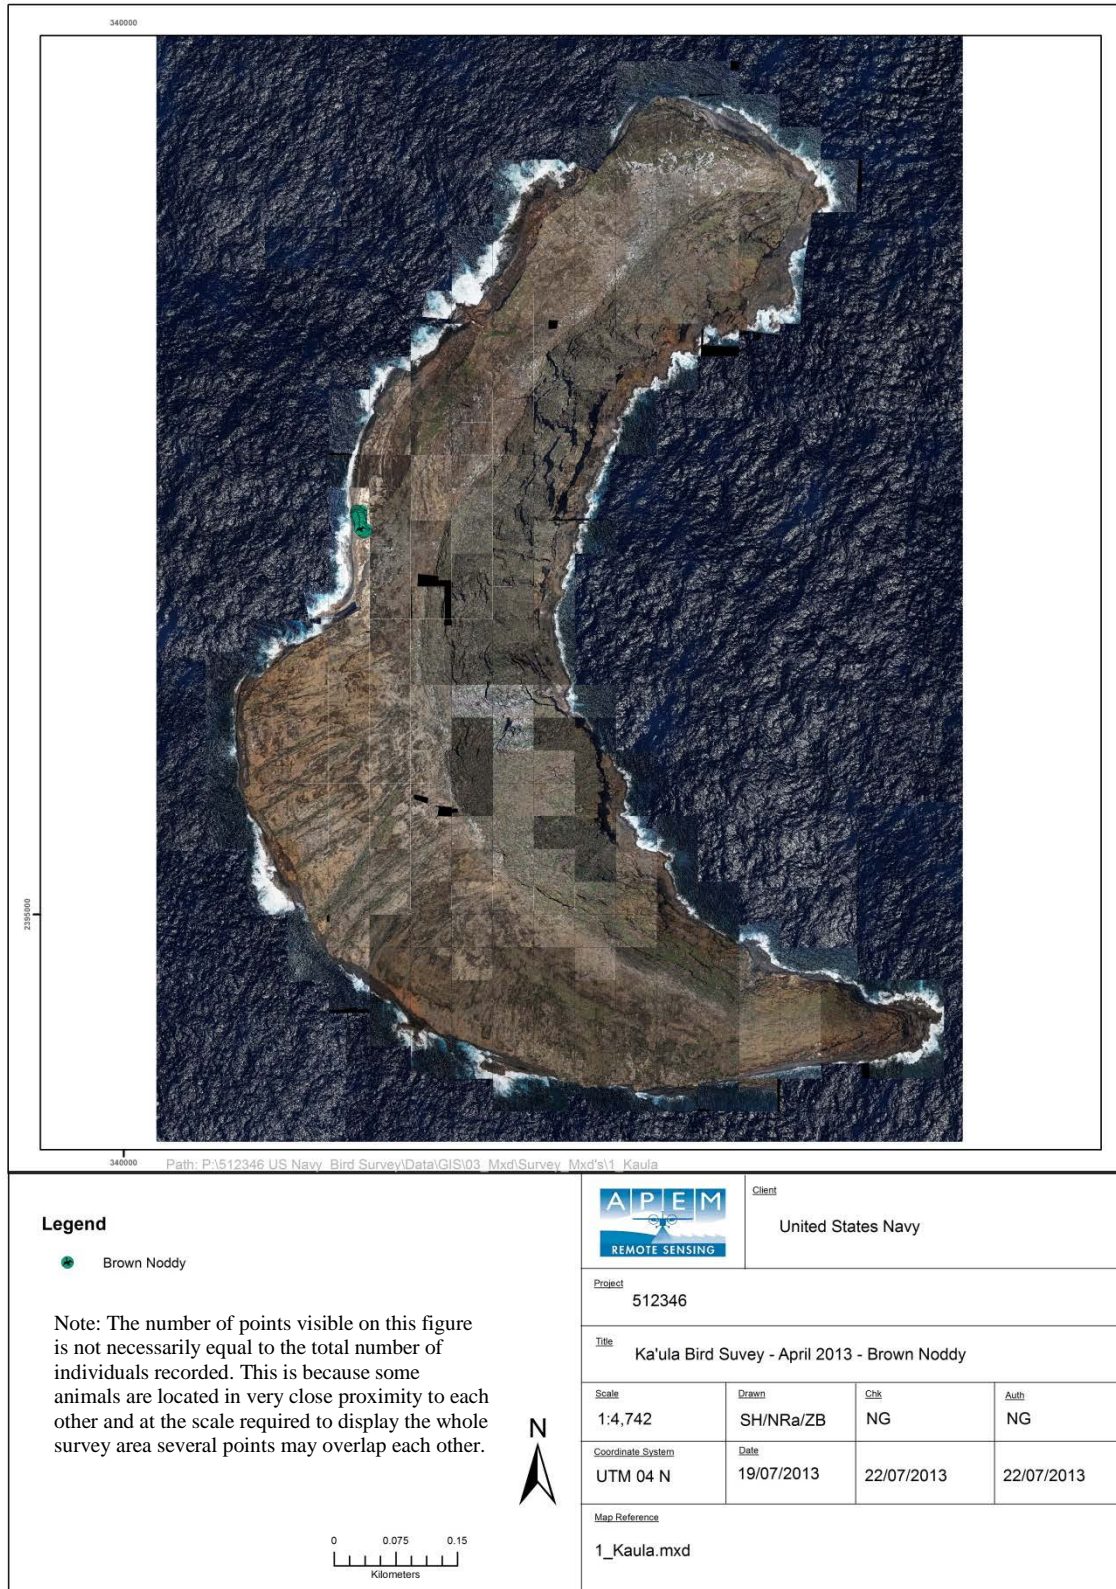 340000
2395000
340000
Path: P:\512346 US Navy_Bird Survey\Data\GIS\03_Mxd\Survey_Mxd's\1_Kaula
Legend
Brown Noddy
Note: The number of points visible on this figure
is not necessarily equal to the total number of
individuals recorded. This is because some
animals are located in very close proximity to each
other and at the scale required to display the whole
survey area several points may overlap each other.
N
0 0.075 0.15
Kilometers
APEM
REMOTE SENSING
Client
United States Navy
Project
512346
Title
Ka'ula Bird Suvey - April 2013 - Brown Noddy
Scale
1:4,742
Drawn
SH/NRa/ZB
Chk
NG
Auth
NG
Coordinate System
UTM 04 N
Date
19/07/2013
22/07/2013
22/07/2013
Map Reference
1_Kaula.mxd